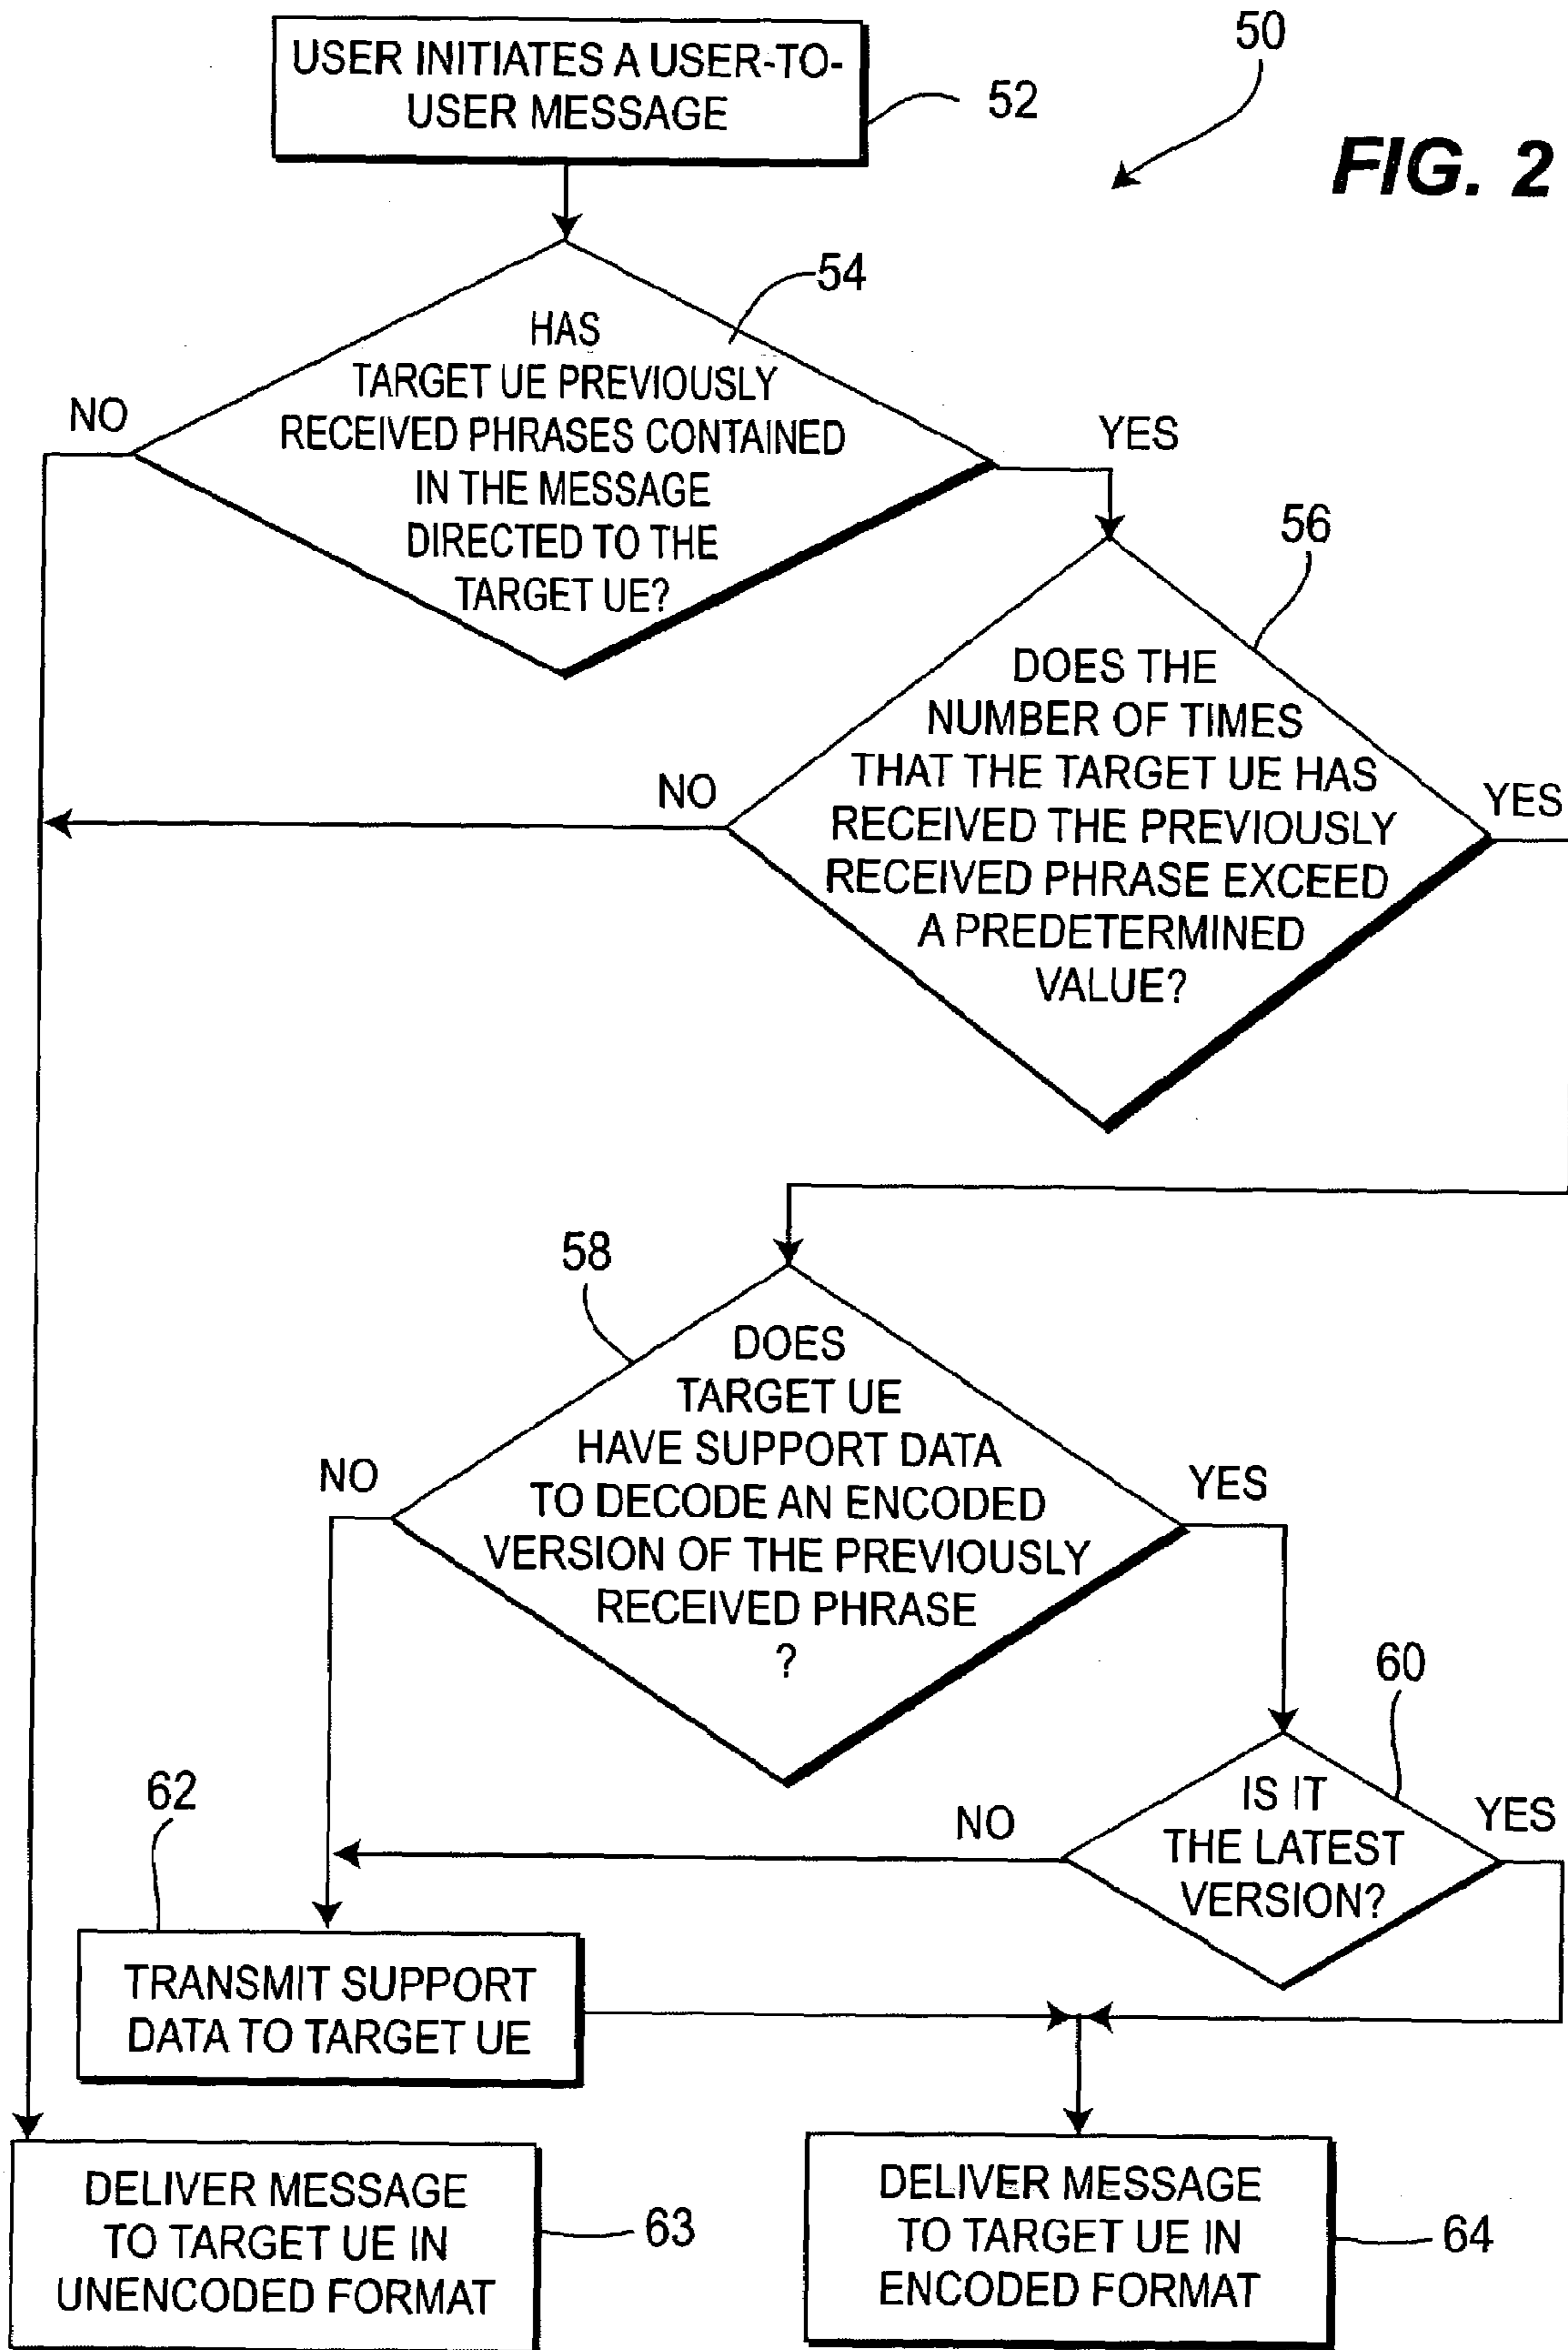 USER INITIATES A USER-TO-
USER MESSAGE
52
50
FIG. 2
54
HAS
TARGET UE PREVIOUSLY
RECEIVED PHRASES CONTAINED
IN THE MESSAGE
DIRECTED TO THE
TARGET UE?
NO
YES
56
DOES THE
NUMBER OF TIMES
THAT THE TARGET UE HAS
RECEIVED THE PREVIOUSLY
RECEIVED PHRASE EXCEED
A PREDETERMINED
VALUE?
NO
YES
58
DOES
TARGET UE
HAVE SUPPORT DATA
TO DECODE AN ENCODED
VERSION OF THE PREVIOUSLY
RECEIVED PHRASE
?
NO
YES
60
IS IT
THE LATEST
VERSION?
NO
YES
62
TRANSMIT SUPPORT
DATA TO TARGET UE
DELIVER MESSAGE
TO TARGET UE IN
UNENCODED FORMAT
63
DELIVER MESSAGE
TO TARGET UE IN
ENCODED FORMAT
64